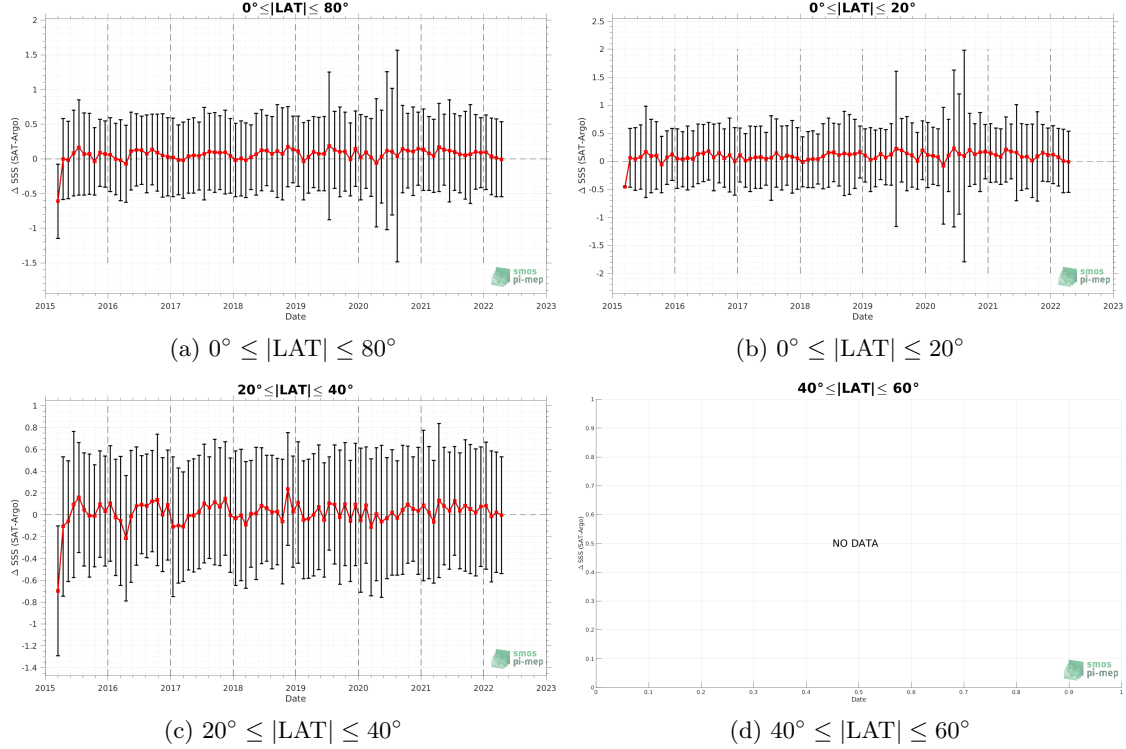 0°≤|LAT|≤ 80°
2
1.5
1
0.5
0
-0.5
-1
-1.5
Δ SSS (SAT-Argo)
2015 2016 2017 2018 2019 2020 2021 2022 2023
Date
smos
pi-mep
(a) 0° ≤ |LAT| ≤ 80°
0°≤|LAT|≤ 20°
2.5
2
1.5
1
0.5
0
-0.5
-1
-1.5
-2
Δ SSS (SAT-Argo)
2015 2016 2017 2018 2019 2020 2021 2022 2023
Date
smos
pi-mep
(b) 0° ≤ |LAT| ≤ 20°
20°≤|LAT|≤ 40°
1
0.8
0.6
0.4
0.2
0
-0.2
-0.4
-0.6
-0.8
-1
-1.2
-1.4
Δ SSS (SAT-Argo)
2015 2016 2017 2018 2019 2020 2021 2022 2023
Date
smos
pi-mep
(c) 20° ≤ |LAT| ≤ 40°
40°≤|LAT|≤ 60°
1
0.9
0.8
0.7
0.6
0.5
0.4
0.3
0.2
0.1
0
Δ SSS (SAT-Argo)
NO DATA
0 0.1 0.2 0.3 0.4 0.5 0.6 0.7 0.8 0.9 1
Date
smos
pi-mep
(d) 40° ≤ |LAT| ≤ 60°